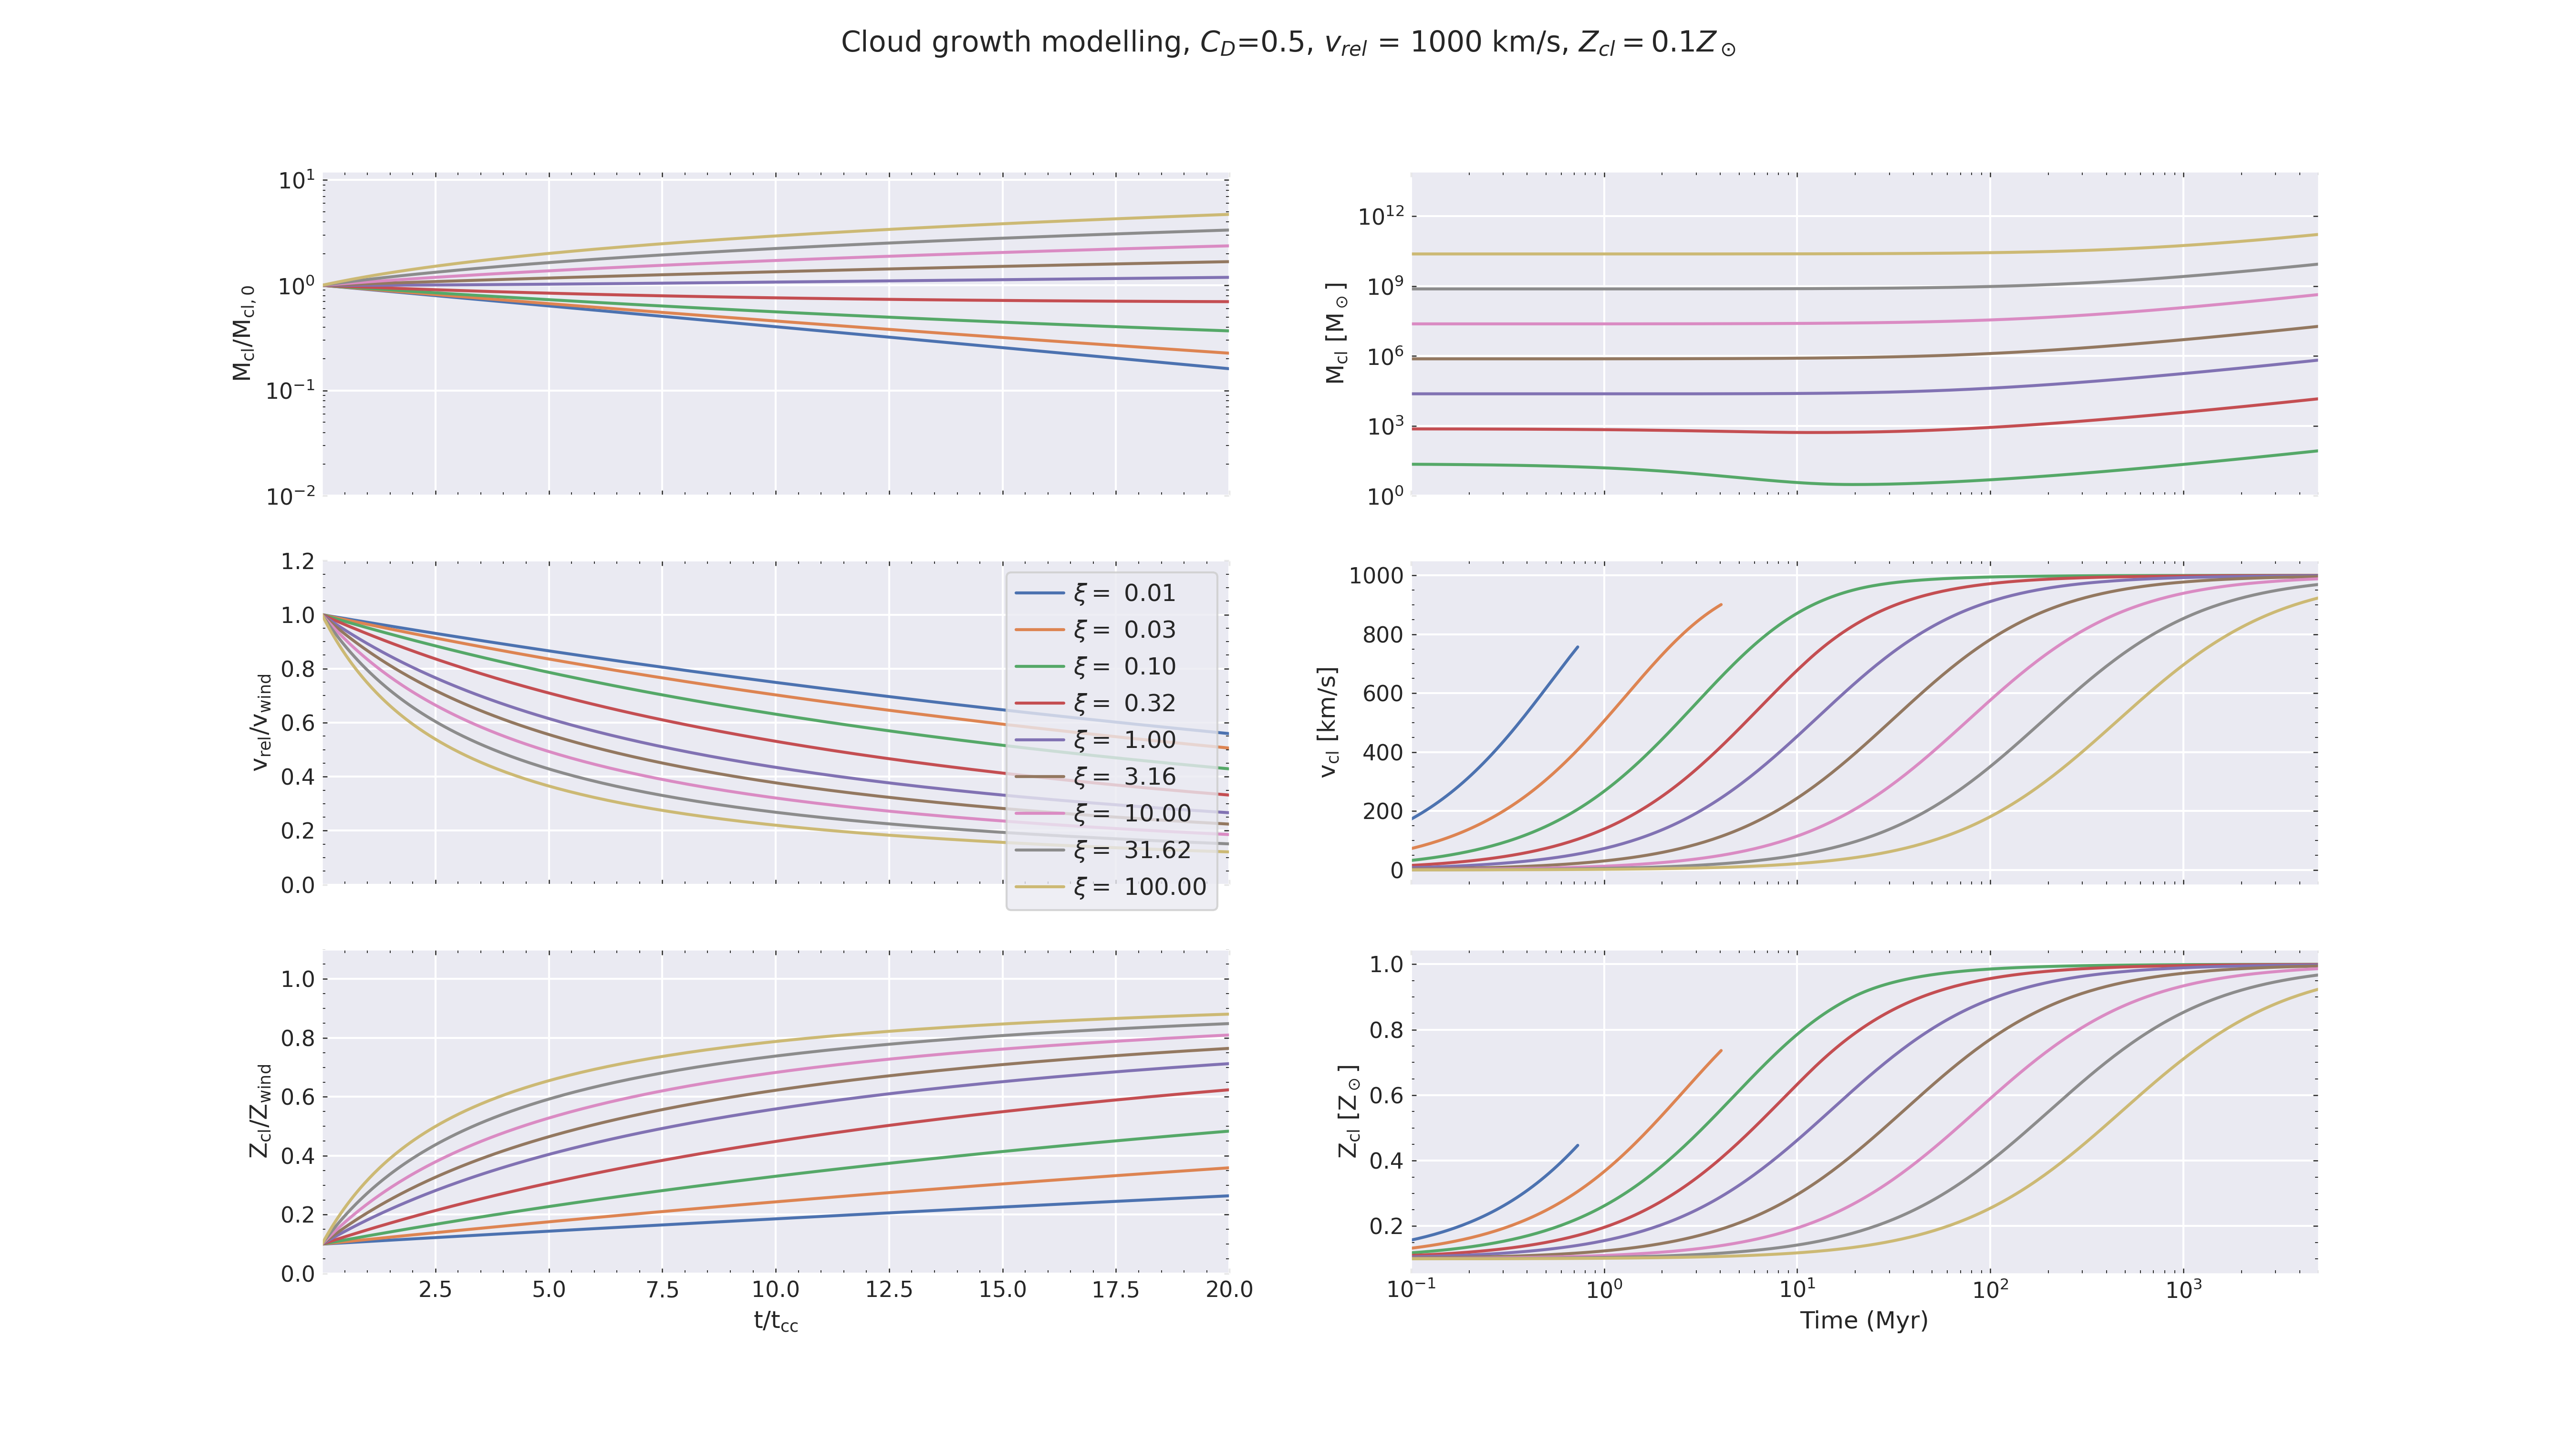 Cloud growth modelling, C_D=0.5, v_rel = 1000 km/s, Z_cl = 0.1Z_⊙
M_cl/M_cl, 0
10^1
10^0
10^−1
10^−2
M_cl [M_⊙]
10^12
10^9
10^6
10^3
10^0
v_rel/v_wind
1.2
1.0
0.8
0.6
0.4
0.2
0.0
ξ = 0.01
ξ = 0.03
ξ = 0.10
ξ = 0.32
ξ = 1.00
ξ = 3.16
ξ = 10.00
ξ = 31.62
ξ = 100.00
v_cl [km/s]
1000
800
600
400
200
0
Z_cl/Z_wind
1.0
0.8
0.6
0.4
0.2
0.0
2.5 5.0 7.5 10.0 12.5 15.0 17.5 20.0
t/t_cc
Z_cl [Z_⊙]
1.0
0.8
0.6
0.4
0.2
10^−1 10^0 10^1 10^2 10^3
Time (Myr)